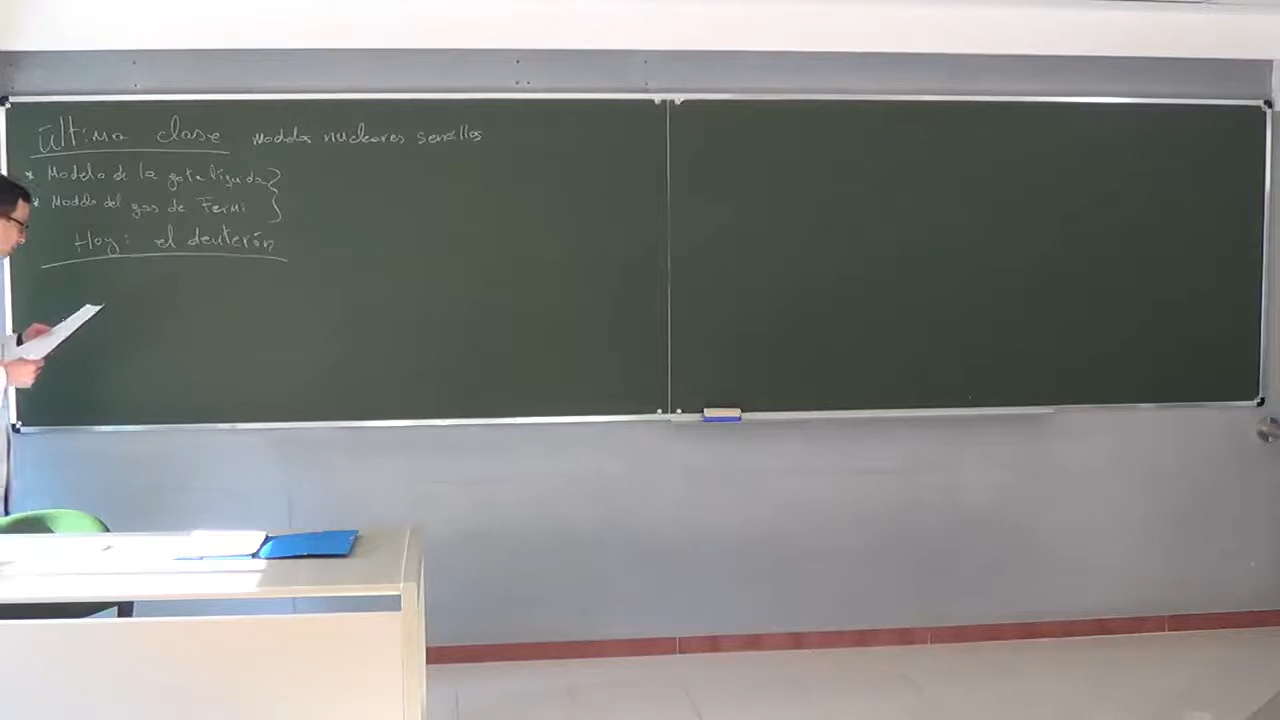 última clase modelos nucleares sencillos
* Modelo de la gota líquida
* Modelo del gas de Fermi
Hoy: el deuterón